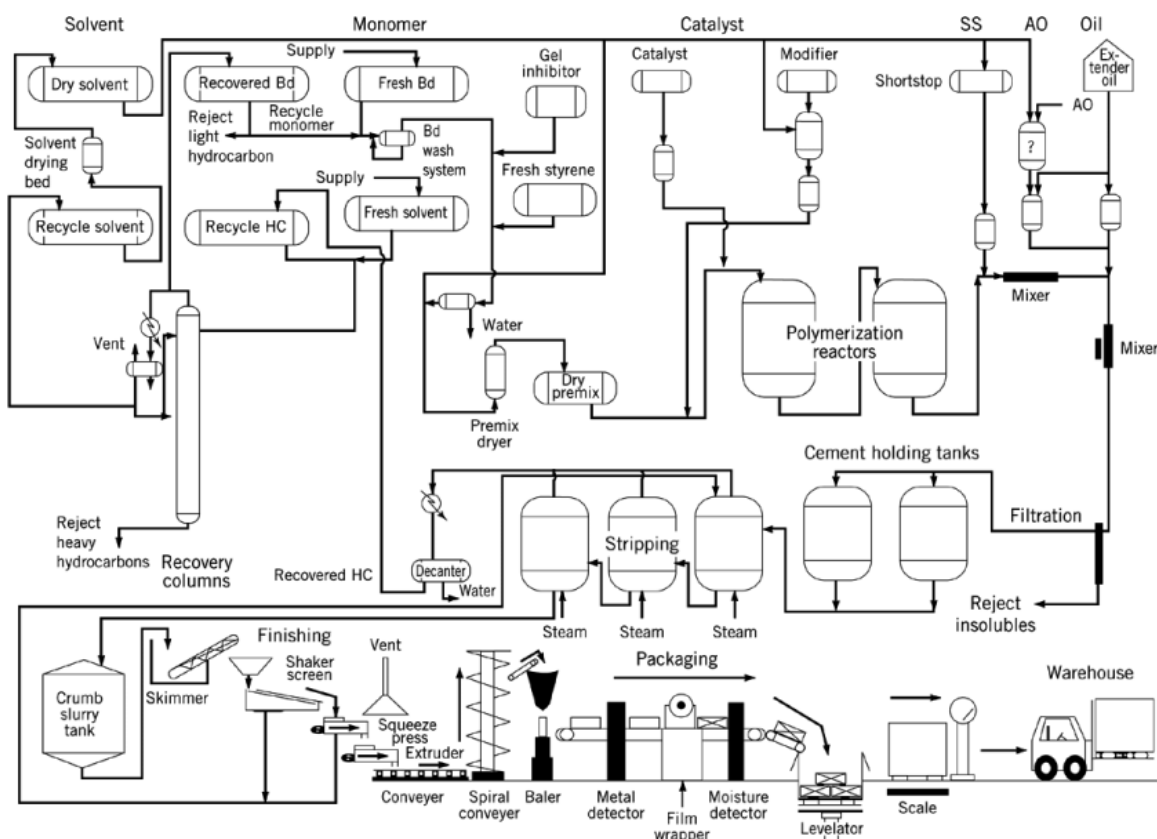 Solvent
Monomer
Catalyst
SS
AO
Oil
Supply
Gel
inhibitor
Catalyst
Modifier
Shortstop
Ex-
tender
oil
AO
Dry solvent
Recovered Bd
Fresh Bd
Recycle
monomer
Reject
light
hydrocarbon
Bd
wash
system
?
Solvent
drying
bed
Supply
Fresh styrene
Recycle solvent
Recycle HC
Fresh solvent
Mixer
Water
Vent
Polymerization
reactors
Mixer
Dry
premix
Premix
dryer
Cement holding tanks
Filtration
Reject
heavy
hydrocarbons
Recovery
columns
Recovered HC
Decanter
Water
Stripping
Reject
insolubles
Steam
Steam
Steam
Finishing
Vent
Packaging
Warehouse
Shaker
screen
Skimmer
Crumb
slurry
tank
Squeeze
press
Extruder
Conveyer
Spiral
conveyer
Baler
Metal
detector
Film
wrapper
Moisture
detector
Levelator
Scale